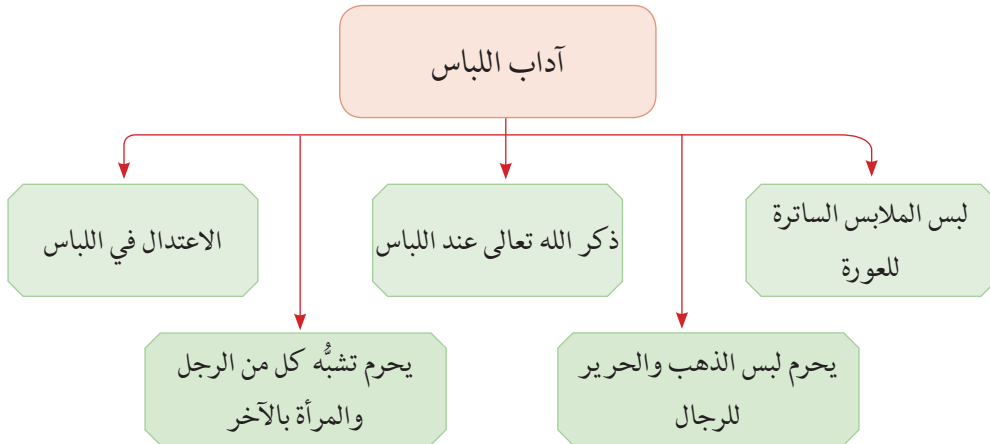 آداب اللباس
لبس الملابس الساترة
للعورة
يحرم لبس الذهب والحرير
للرجال
ذكر الله تعالى عند اللباس
يحرم تشبُّه كل من الرجل
والمرأة بالآخر
الاعتدال في اللباس